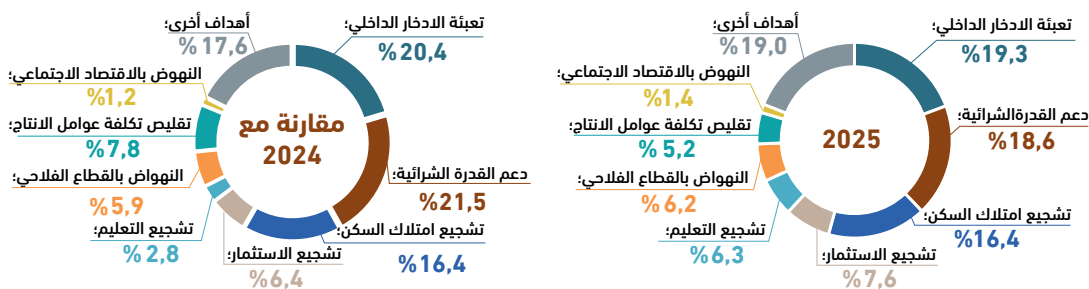 2025
تعبئة الادخار الداخلي؛
%19,3
دعم القدرةالشرائية؛
%18,6
تشجيع امتلاك السكن؛
%16,4
تشجيع الاستثمار؛
%7,6
تشجيع التعليم؛
%6,3
النهواض بالقطاع الفلاحي؛
%6,2
تقليص تكلفة عوامل الانتاج؛
%5,2
النهوض بالاقتصاد الاجتماعي؛
%1,4
أهداف أخرى؛
%19,0
مقارنة مع
2024
تعبئة الادخار الداخلي؛
%20,4
دعم القدرة الشرائية؛
%21,5
تشجيع امتلاك السكن؛
%16,4
تشجيع الاستثمار؛
%6,4
تشجيع التعليم؛
%2,8
النهواض بالقطاع الفلاحي؛
%5,9
تقليص تكلفة عوامل الانتاج؛
%7,8
النهوض بالاقتصاد الاجتماعي؛
%1,2
أهداف أخرى؛
%17,6